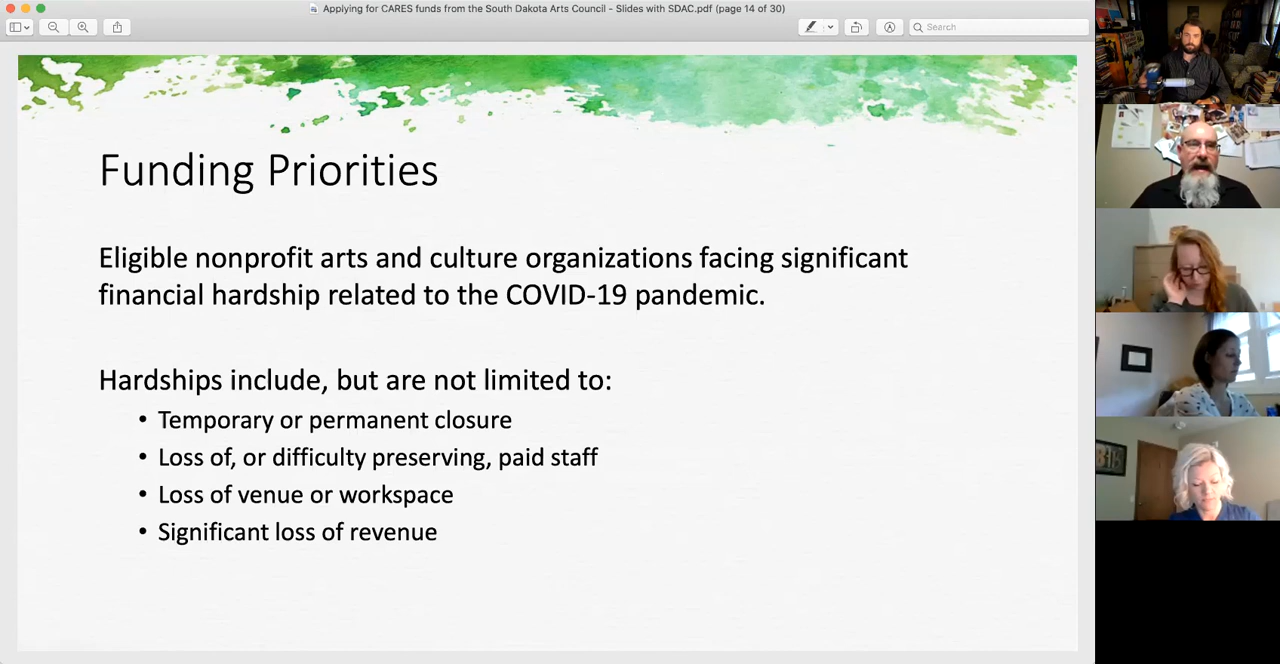 Applying for CARES funds from the South Dakota Arts Council - Slides with SDAC.pdf (page 14 of 30)
Search
Funding Priorities
Eligible nonprofit arts and culture organizations facing significant
financial hardship related to the COVID-19 pandemic.
Hardships include, but are not limited to:
• Temporary or permanent closure
• Loss of, or difficulty preserving, paid staff
• Loss of venue or workspace
• Significant loss of revenue